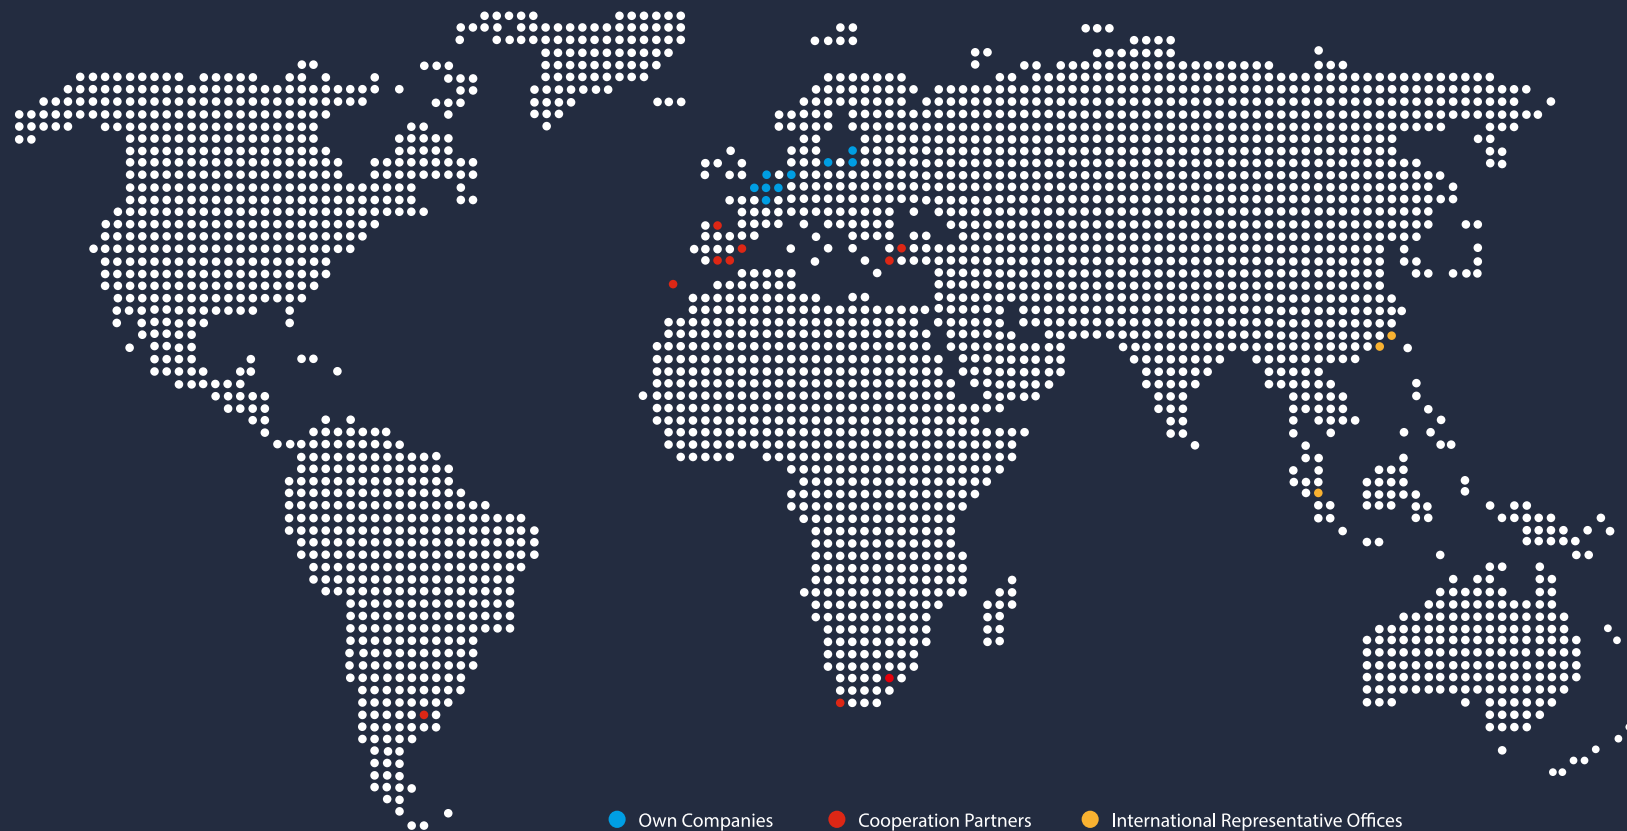 Own Companies
Cooperation Partners
International Representative Offices